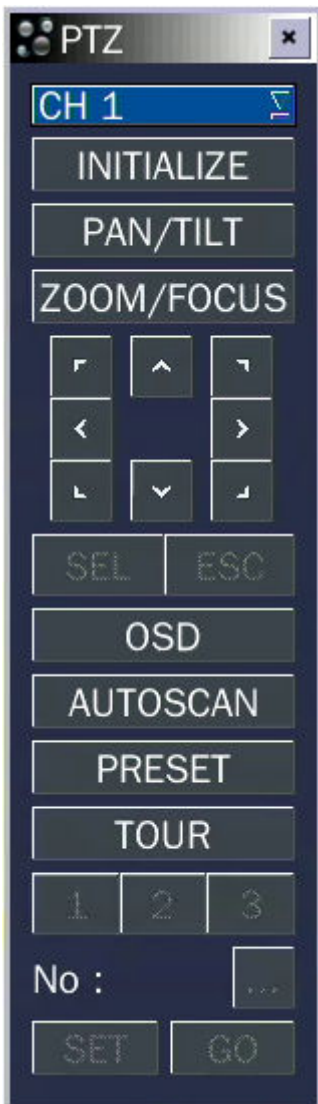 PTZ
CH 1
INITIALIZE
PAN/TILT
ZOOM/FOCUS
SEL ESC
OSD
AUTOSCAN
PRESET
TOUR
1 2 3
No : ...
SET GO